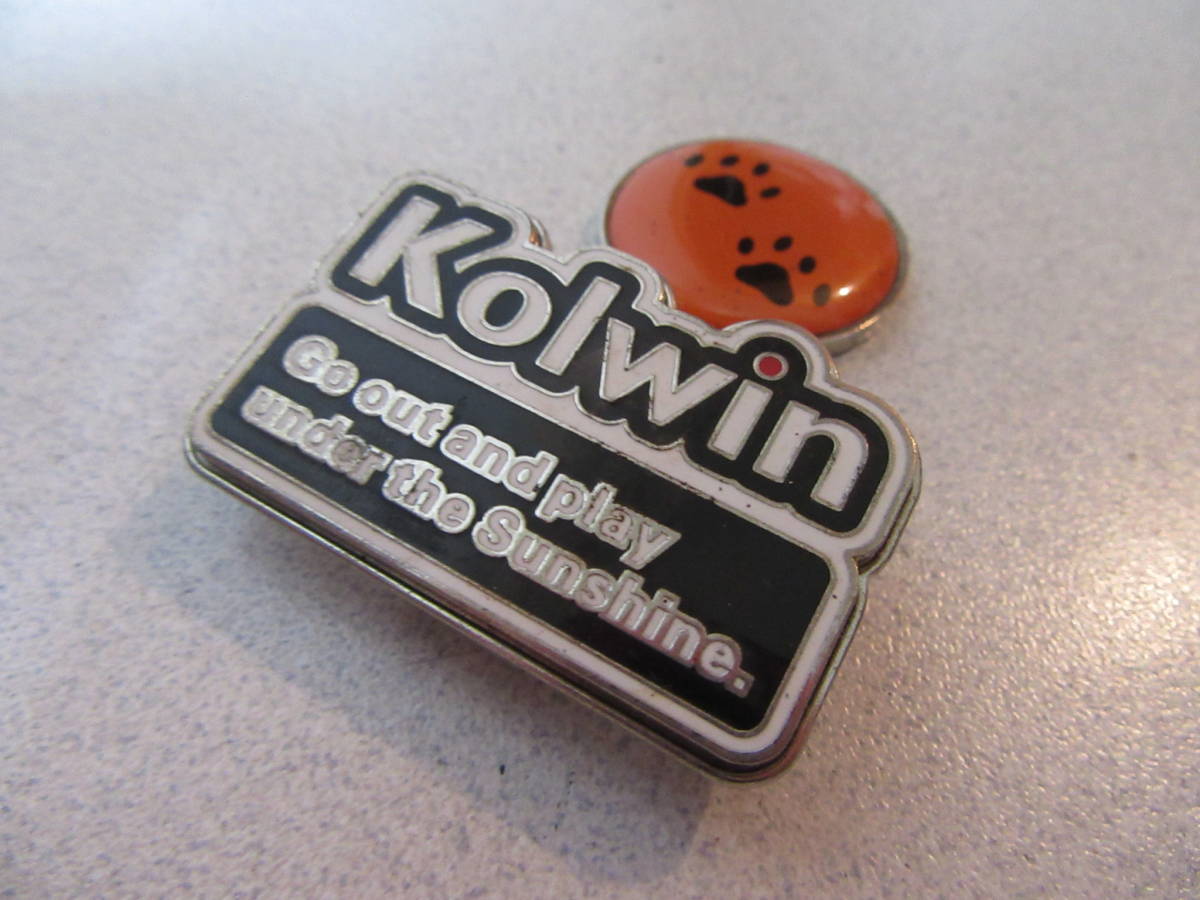 Kolwin
Go out and play
under the Sunshine.